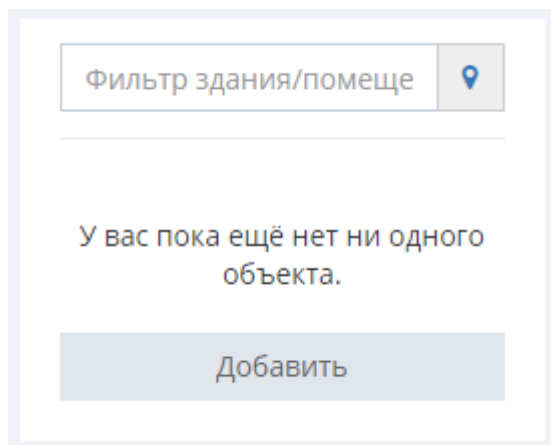 Фильтр здания/помеще
У вас пока ещё нет ни одного
объекта.
Добавить